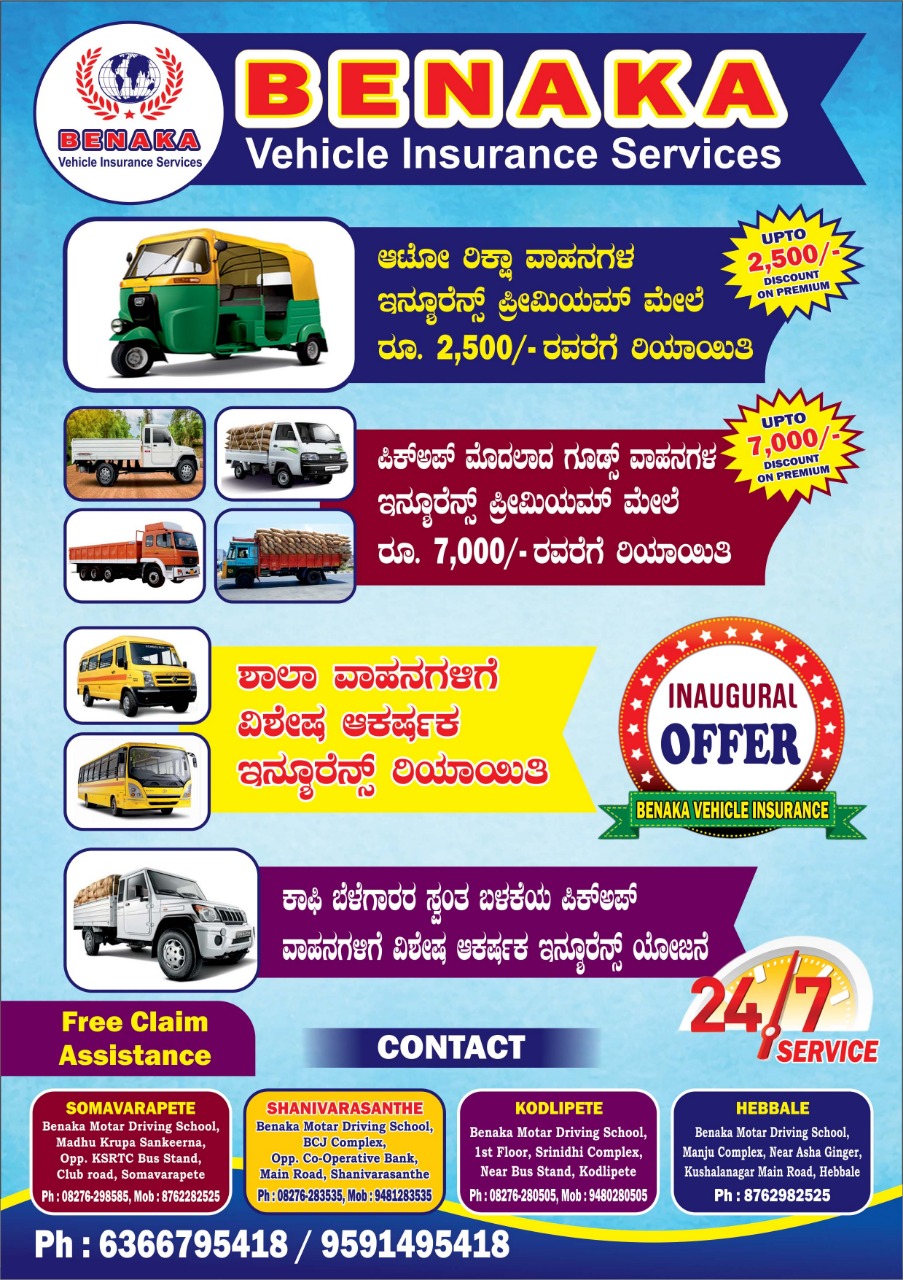 BENAKA
Vehicle Insurance Services
BENAKA
Vehicle Insurance Services
ಆಟೋ ರಿಕ್ಷಾ ವಾಹನಗಳ
ಇನ್ಶೂರೆನ್ಸ್ ಪ್ರೀಮಿಯಮ್ ಮೇಲೆ
ರೂ. 2,500/- ರವರೆಗೆ ರಿಯಾಯಿತಿ
UPTO
2,500/-
DISCOUNT
ON PREMIUM
ಪಿಕ್‌ಅಪ್ ಮೊದಲಾದ ಗೂಡ್ಸ್ ವಾಹನಗಳ
ಇನ್ಶೂರೆನ್ಸ್ ಪ್ರೀಮಿಯಮ್ ಮೇಲೆ
ರೂ. 7,000/- ರವರೆಗೆ ರಿಯಾಯಿತಿ
UPTO
7,000/-
DISCOUNT
ON PREMIUM
ಶಾಲಾ ವಾಹನಗಳಿಗೆ
ವಿಶೇಷ ಆಕರ್ಷಕ
ಇನ್ಶೂರೆನ್ಸ್ ರಿಯಾಯಿತಿ
INAUGURAL
OFFER
BENAKA VEHICLE INSURANCE
ಕಾಫಿ ಬೆಳೆಗಾರರ ಸ್ವಂತ ಬಳಕೆಯ ಪಿಕ್‌ಅಪ್
ವಾಹನಗಳಿಗೆ ವಿಶೇಷ ಆಕರ್ಷಕ ಇನ್ಶೂರೆನ್ಸ್ ಯೋಜನೆ
24/7
SERVICE
Free Claim
Assistance
CONTACT
SOMAVARAPETE
Benaka Motar Driving School,
Madhu Krupa Sankeerna,
Opp. KSRTC Bus Stand,
Club road, Somavarapete
Ph : 08276-298585, Mob : 8762282525
SHANIVARASANTHE
Benaka Motar Driving School,
BCJ Complex,
Opp. Co-Operative Bank,
Main Road, Shanivarasanthe
Ph : 08276-283535, Mob : 9481283535
KODLIPETE
Benaka Motar Driving School,
1st Floor, Srinidhi Complex,
Near Bus Stand, Kodlipete
Ph : 08276-280505, Mob : 9480280505
HEBBALE
Benaka Motar Driving School,
Manju Complex, Near Asha Ginger,
Kushalanagar Main Road, Hebbale
Ph : 8762982525
Ph : 6366795418 / 9591495418